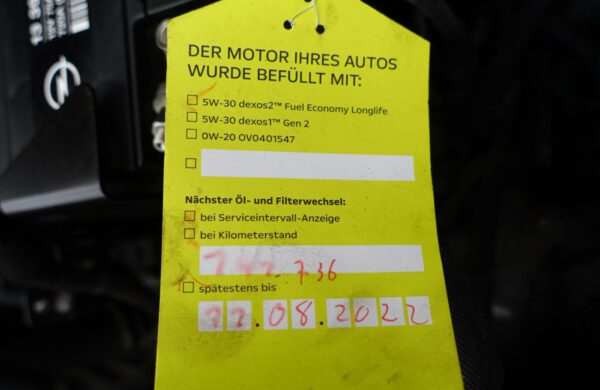 DER MOTOR IHRES AUTOS
WURDE BEFÜLLT MIT:
5W-30 dexos2™ Fuel Economy Longlife
5W-30 dexos1™ Gen 2
0W-20 OV0401547
Nächster Öl- und Filterwechsel:
bei Serviceintervall-Anzeige
bei Kilometerstand
736
spätestens bis
.08.2022